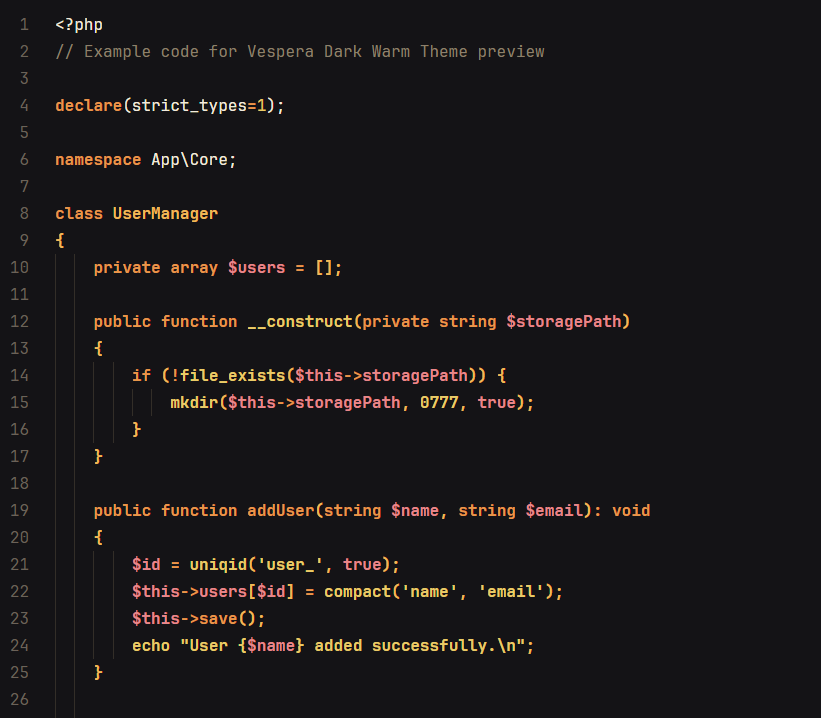 1 <?php
2 // Example code for Vespera Dark Warm Theme preview
3
4 declare(strict_types=1);
5
6 namespace App\Core;
7
8 class UserManager
9 {
10     private array $users = [];
11
12     public function __construct(private string $storagePath)
13     {
14         if (!file_exists($this->storagePath)) {
15             mkdir($this->storagePath, 0777, true);
16         }
17     }
18
19     public function addUser(string $name, string $email): void
20     {
21         $id = uniqid('user_', true);
22         $this->users[$id] = compact('name', 'email');
23         $this->save();
24         echo "User {$name} added successfully.\n";
25     }
26